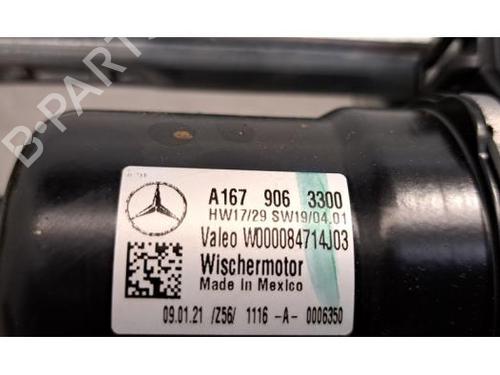 A167 906 3300
HW17/29 SW19/04.01
Valeo W000084714J03
Wischermotor
Made in Mexico
09.01.21 /Z56/ 1116 -A- 0006350
B-Parts